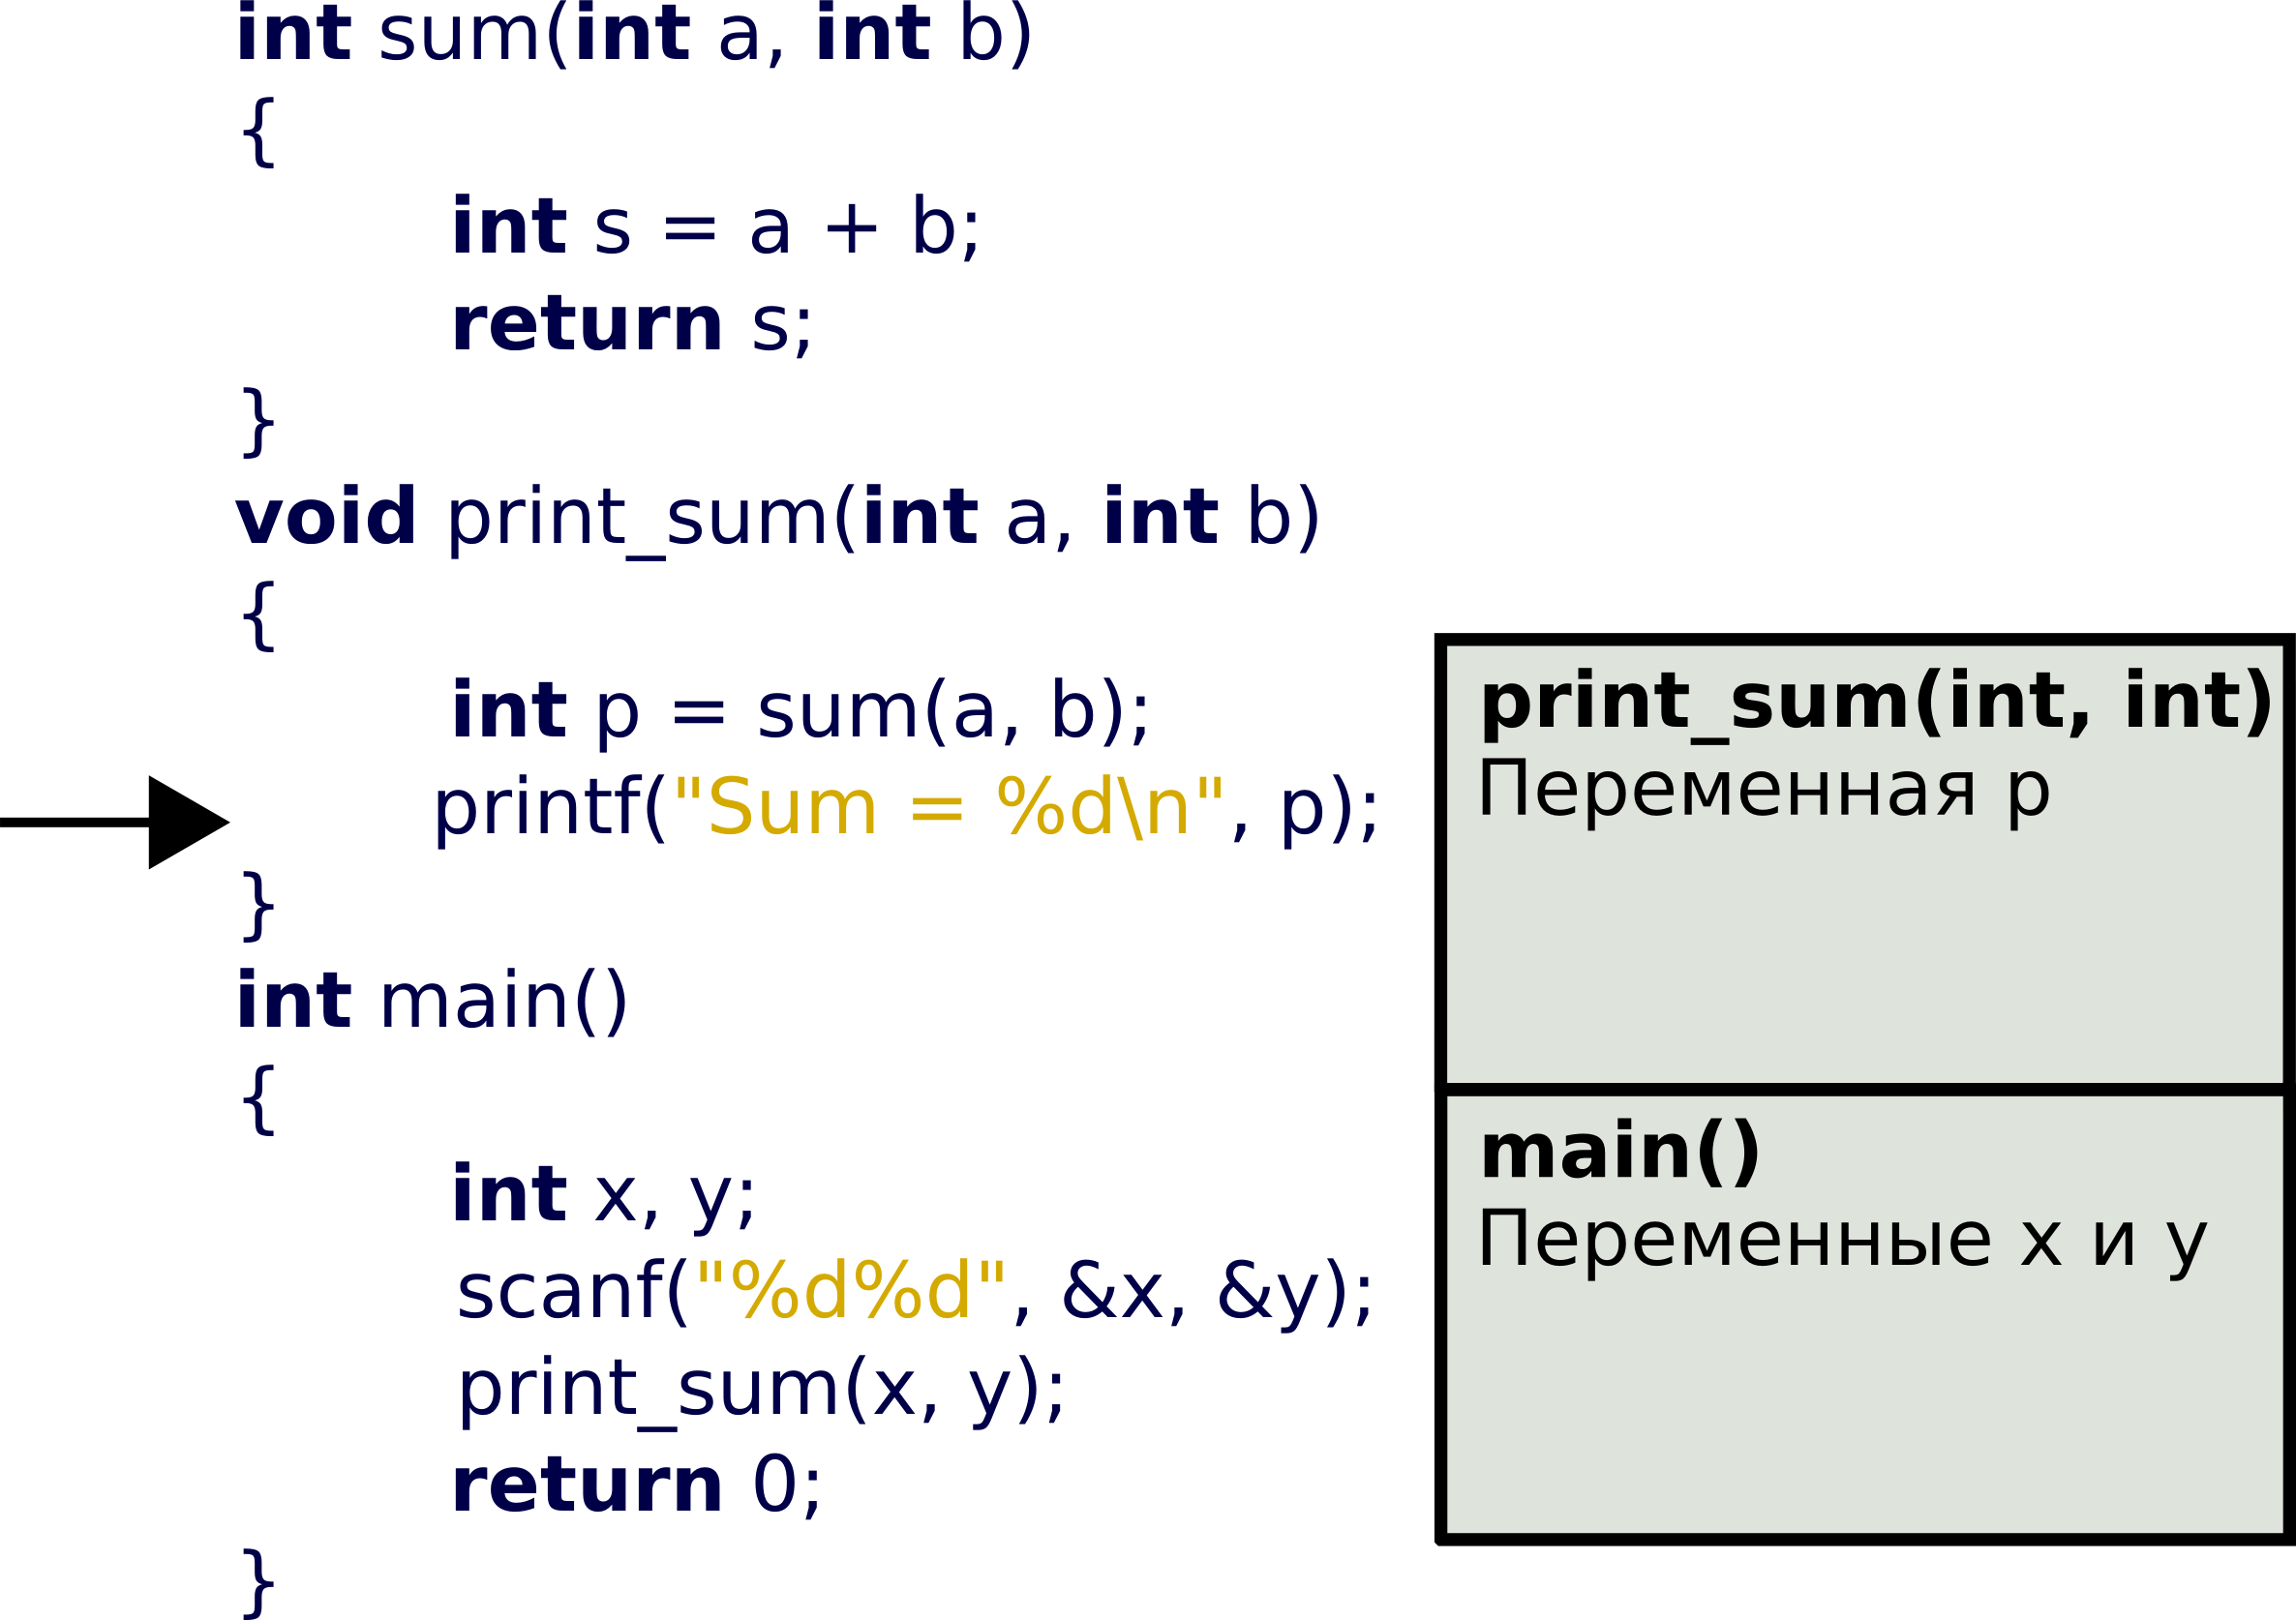 int sum(int a, int b)
{
int s = a + b;
return s;
}
void print_sum(int a, int b)
{
int p = sum(a, b);
printf("Sum = %d\n", p);
}
int main()
{
int x, y;
scanf("%d%d", &x, &y);
print_sum(x, y);
return 0;
}
print_sum(int, int)
Переменная p
main()
Переменные x и y